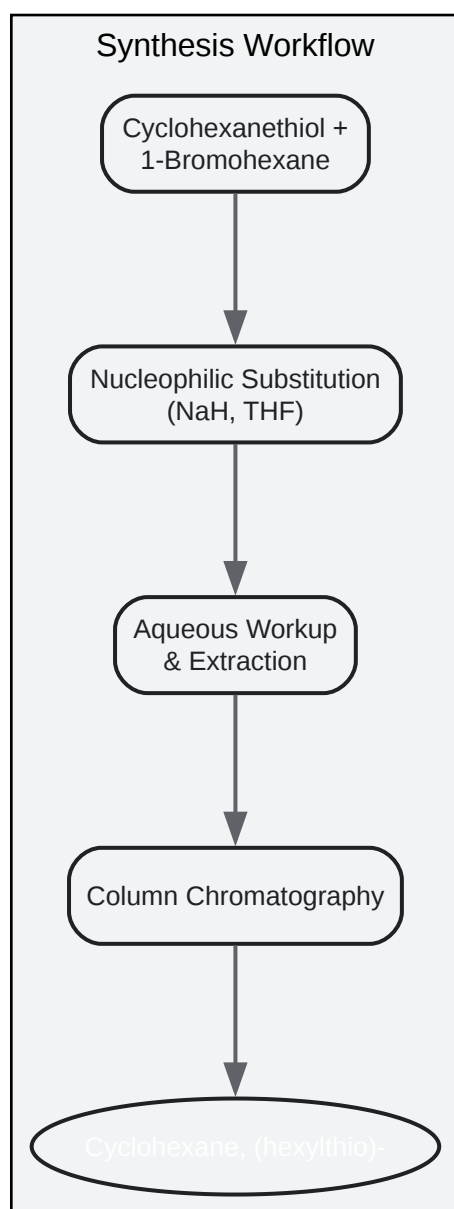 Synthesis Workflow
Cyclohexanethiol +
1-Bromohexane
Nucleophilic Substitution
(NaH, THF)
Aqueous Workup
& Extraction
Column Chromatography
Cyclohexane, (hexylthio)-